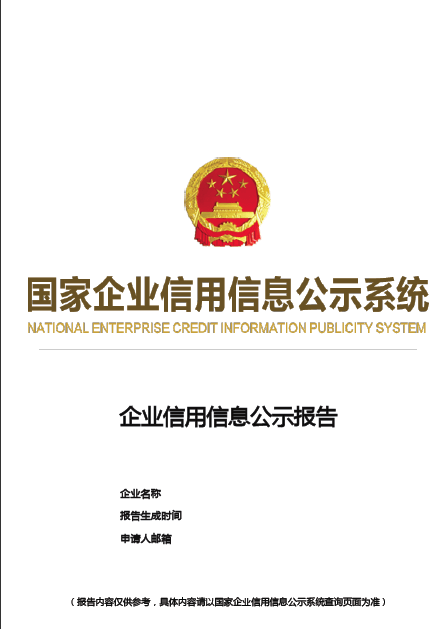 国家企业信用信息公示系统
NATIONAL ENTERPRISE CREDIT INFORMATION PUBLICITY SYSTEM
企业信用信息公示报告
企业名称
报告生成时间
申请人邮箱
（ 报告内容仅供参考，具体内容请以国家企业信用信息公示系统查询页面为准 ）